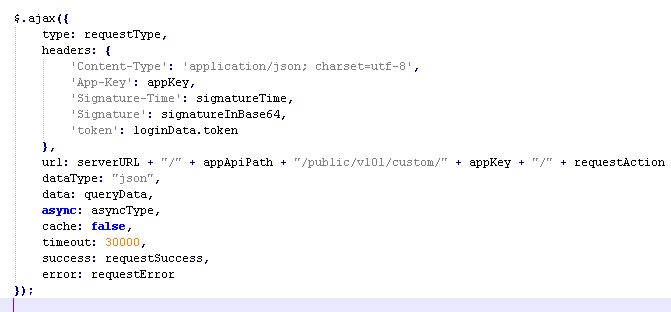 $.ajax({
type: requestType,
headers: {
'Content-Type': 'application/json; charset=utf-8',
'App-Key': appKey,
'Signature-Time': signatureTime,
'Signature': signatureInBase64,
'token': loginData.token
},
url: serverURL + "/" + appApiPath + "/public/v101/custom/" + appKey + "/" + requestAction
dataType: "json",
data: queryData,
async: asyncType,
cache: false,
timeout: 30000,
success: requestSuccess,
error: requestError
});